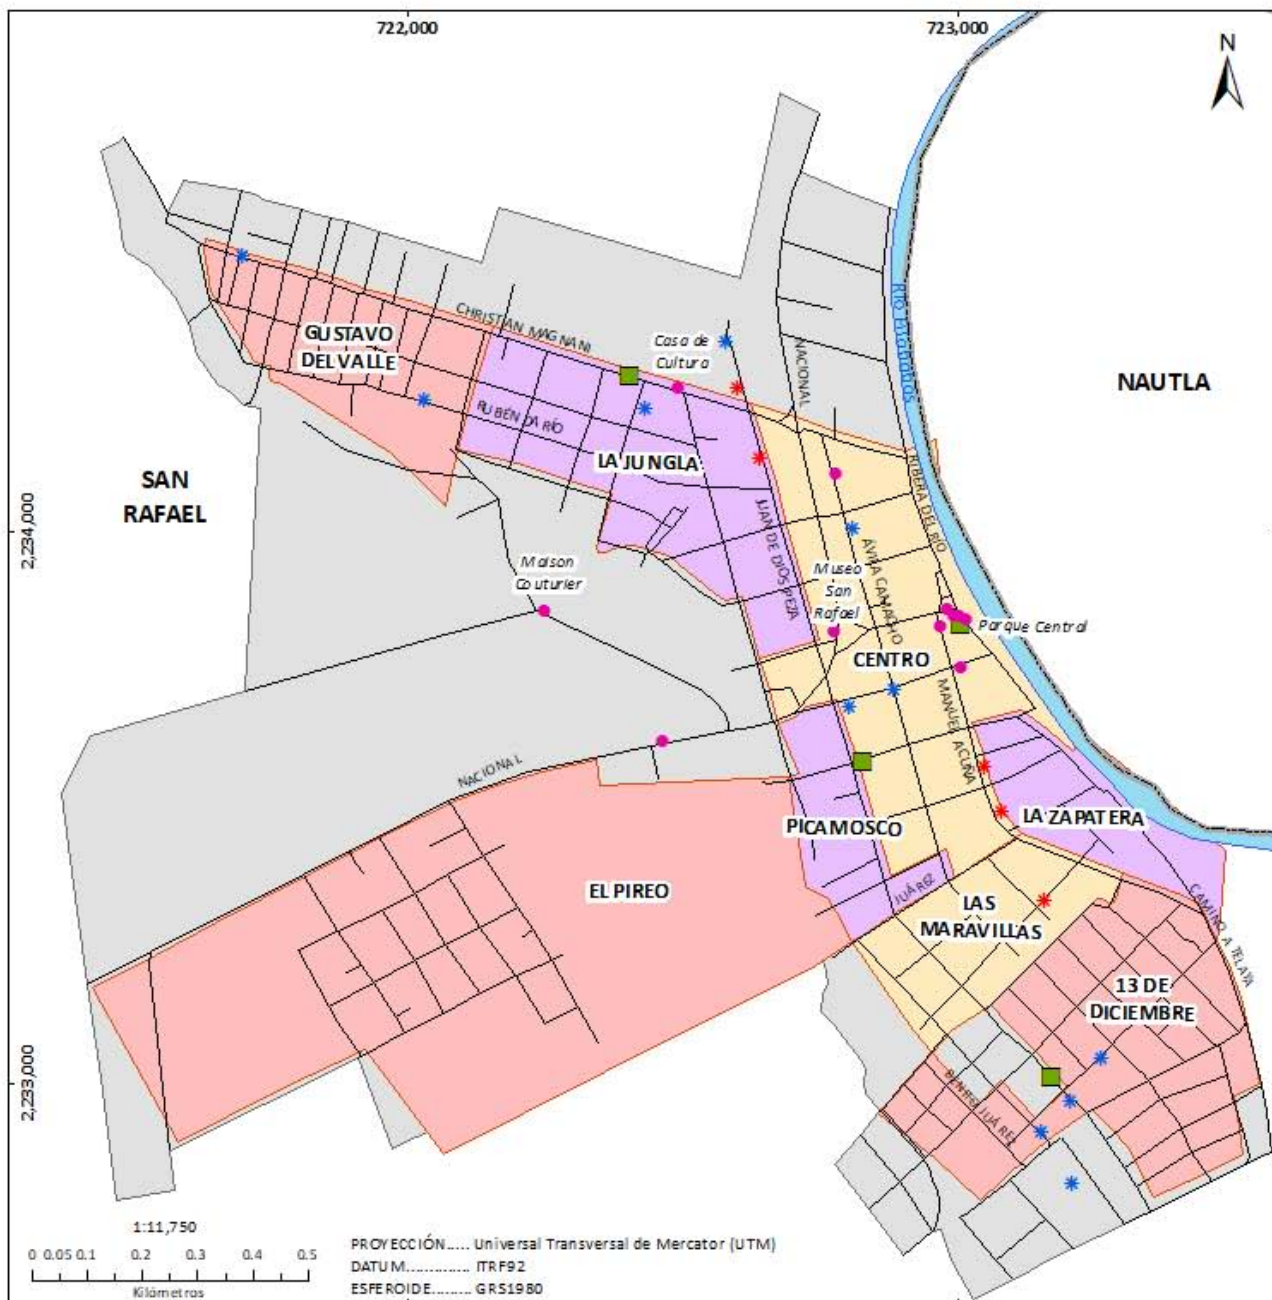 722,000
723,000
N
CHRISTIAN MAGNANI
NACIONAL
Río Bilbobras
GUSTAVO
DEL VALLE
Casa de
Cultura
NAUTLA
RUBÉN DARÍO
LA JUNGLA
SAN
RAFAEL
RIBERA DEL RÍO
2,234,000
JUAN DE DIOS PEZA
ÁVILA CAMACHO
Maison
Couturier
Museo
San
Rafael
Parque Central
CENTRO
MANUEL ACUÑA
NACIONAL
PICAMOSCO
LA ZAPATERA
EL PIREO
JUÁREZ
LAS
MARAVILLAS
CAMINO A TELAYA
13 DE
DICIEMBRE
2,233,000
BENITO JUÁREZ
1:11,750
0 0.05 0.1 0.2 0.3 0.4 0.5
Kilómetros
PROYECCIÓN..... Universal Transversal de Mercator (UTM)
DATUM.............. ITRF92
ESFEROIDE......... GRS1980